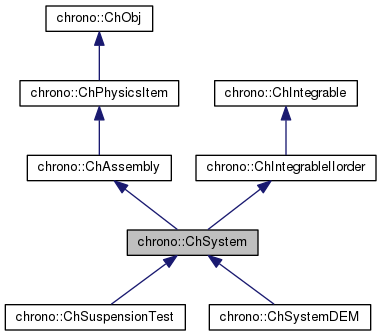 chrono::ChObj
chrono::ChPhysicsItem
chrono::ChIntegrable
chrono::ChAssembly
chrono::ChIntegrableIIorder
chrono::ChSystem
chrono::ChSuspensionTest
chrono::ChSystemDEM